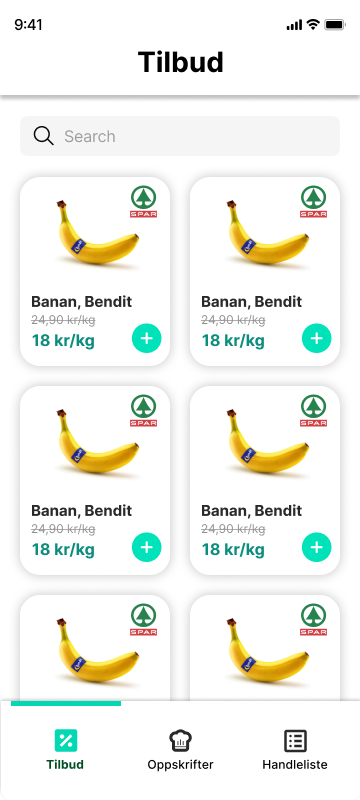 9:41
Tilbud
Search
SPAR
SPAR
Banan, Bendit
Banan, Bendit
24,90 kr/kg
24,90 kr/kg
18 kr/kg
18 kr/kg
SPAR
SPAR
Banan, Bendit
Banan, Bendit
24,90 kr/kg
24,90 kr/kg
18 kr/kg
18 kr/kg
SPAR
SPAR
Tilbud
Oppskrifter
Handleliste